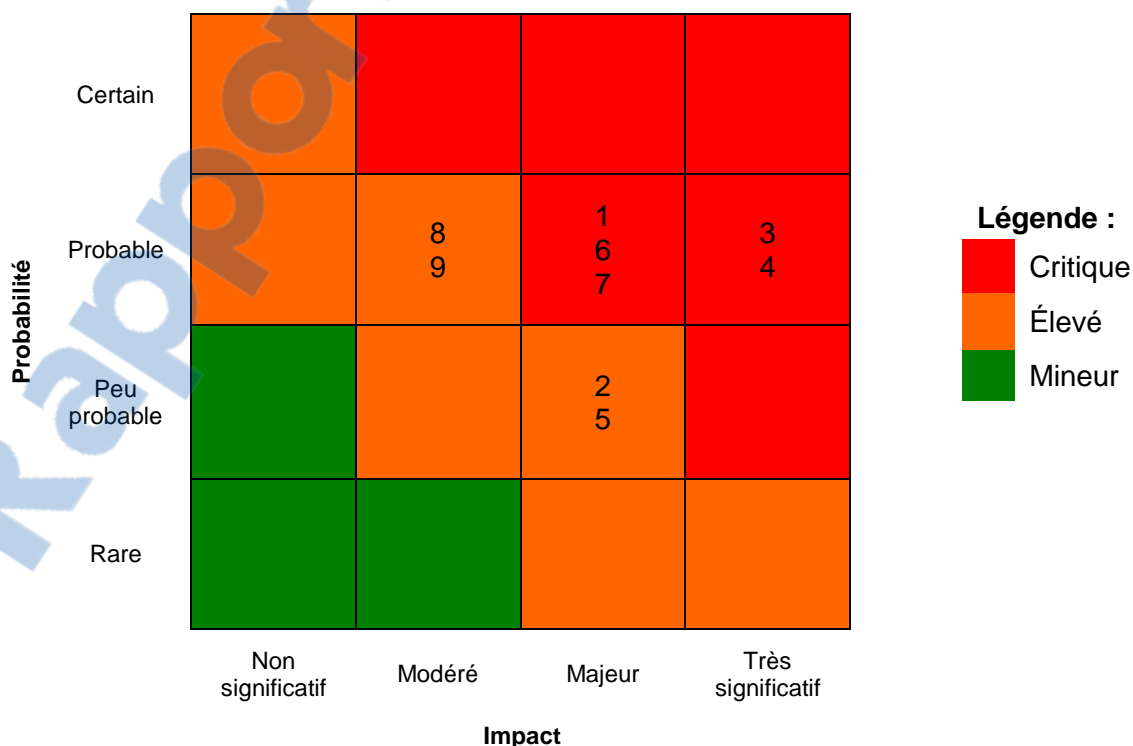 Certain
Probable
8
9
1
6
7
3
4
Probabilité
Peu
probable
2
5
Rare
Non
significatif
Modéré
Majeur
Très
significatif
Impact
Légende :
Critique
Élevé
Mineur